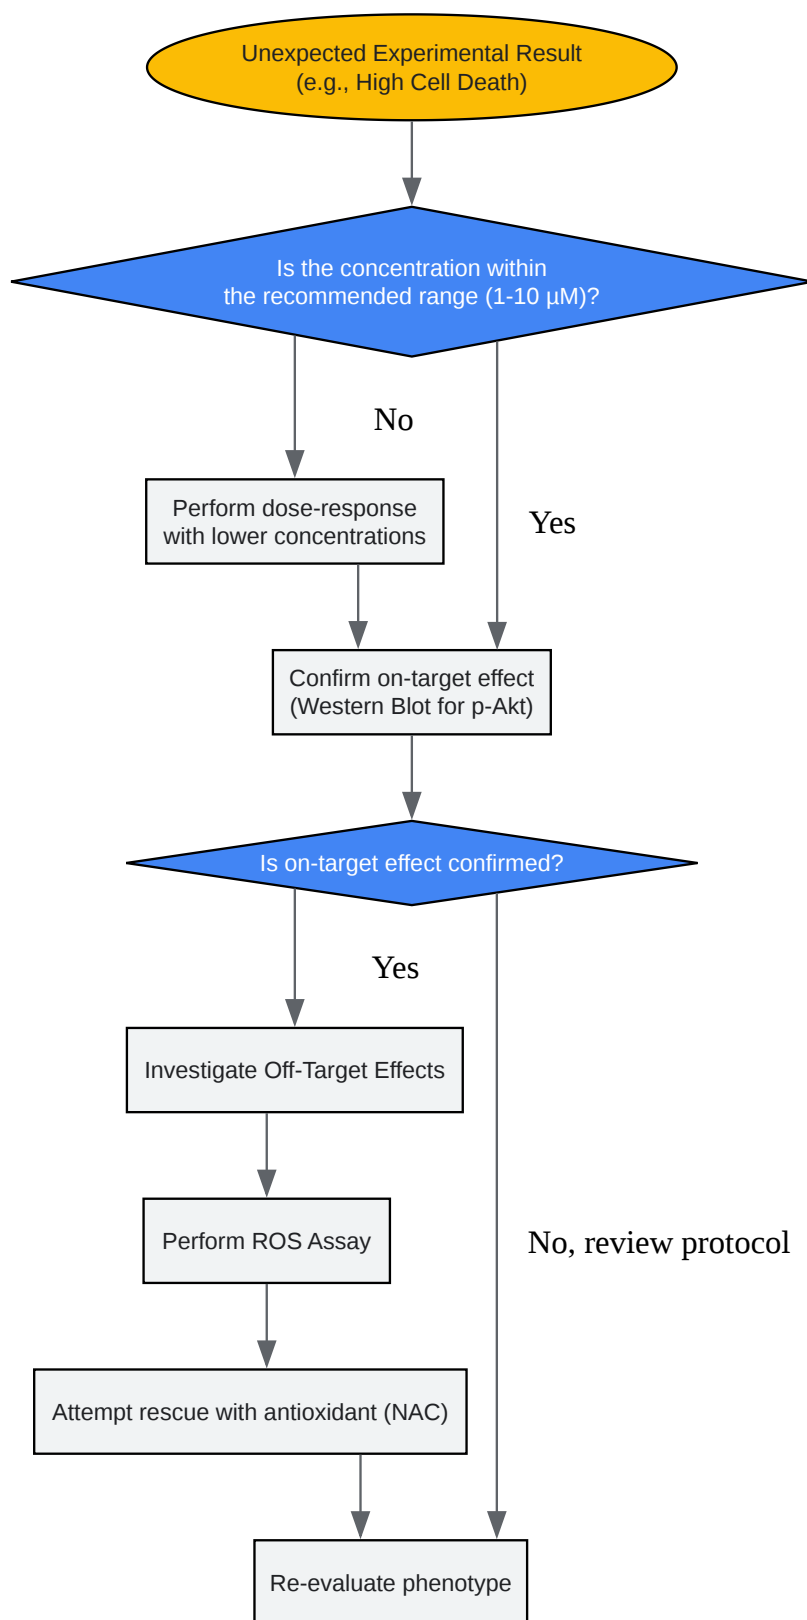 Unexpected Experimental Result
(e.g., High Cell Death)
Is the concentration within
the recommended range (1-10 µM)?
No
Perform dose-response
with lower concentrations
Yes
Confirm on-target effect
(Western Blot for p-Akt)
Is on-target effect confirmed?
Yes
Investigate Off-Target Effects
Perform ROS Assay
No, review protocol
Attempt rescue with antioxidant (NAC)
Re-evaluate phenotype